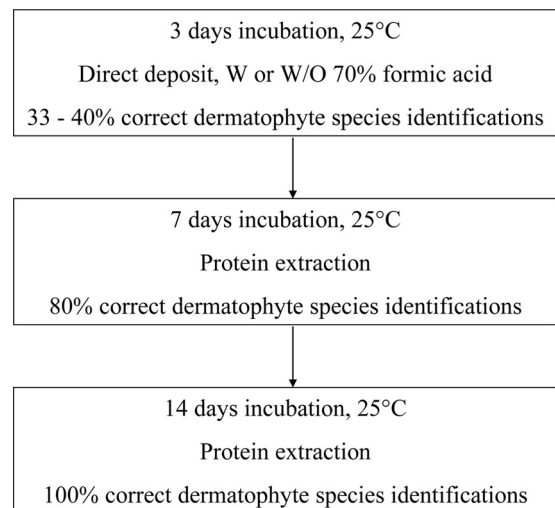 3 days incubation, 25°C
Direct deposit, W or W/O 70% formic acid
33 - 40% correct dermatophyte species identifications
7 days incubation, 25°C
Protein extraction
80% correct dermatophyte species identifications
14 days incubation, 25°C
Protein extraction
100% correct dermatophyte species identifications